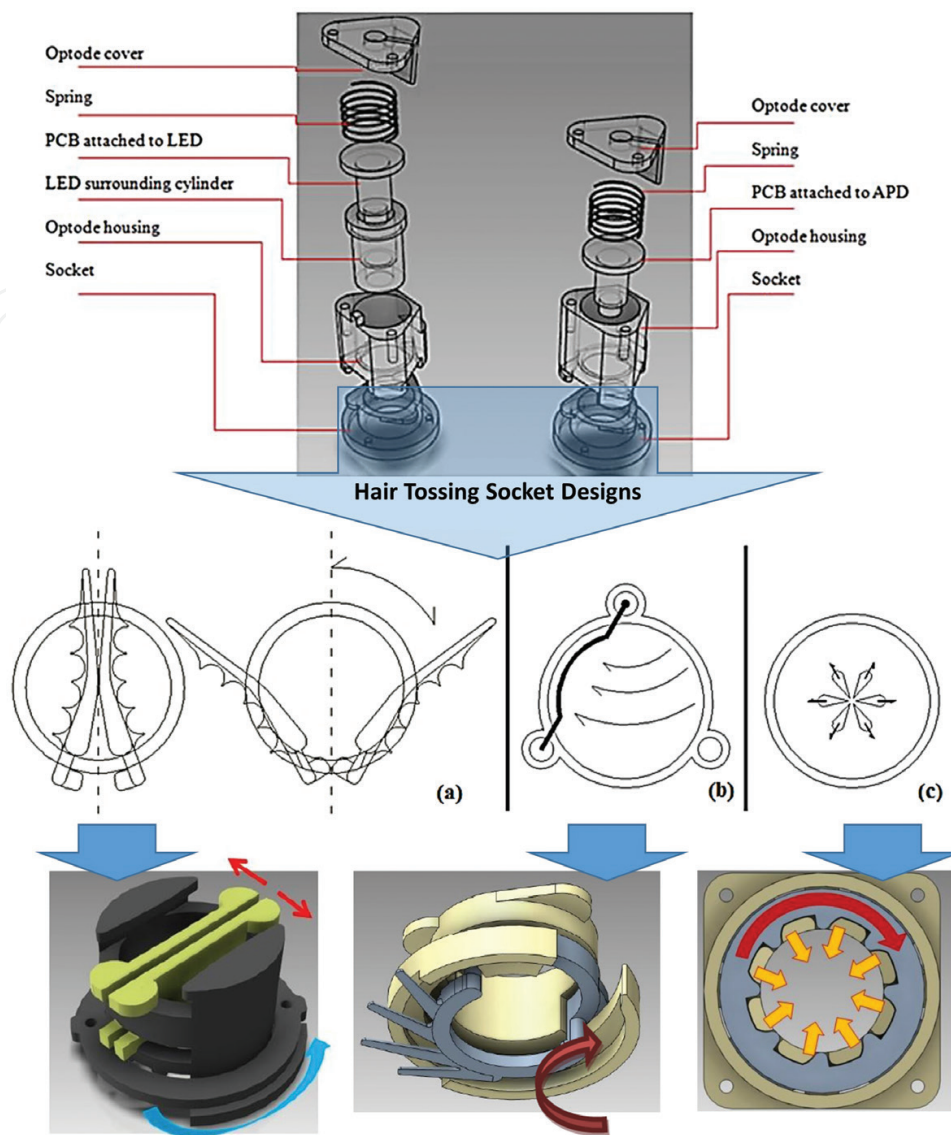 Optode cover
Spring
PCB attached to LED
LED surrounding cylinder
Optode housing
Socket
Optode cover
Spring
PCB attached to APD
Optode housing
Socket
Hair Tossing Socket Designs
(a)
(b)
(c)